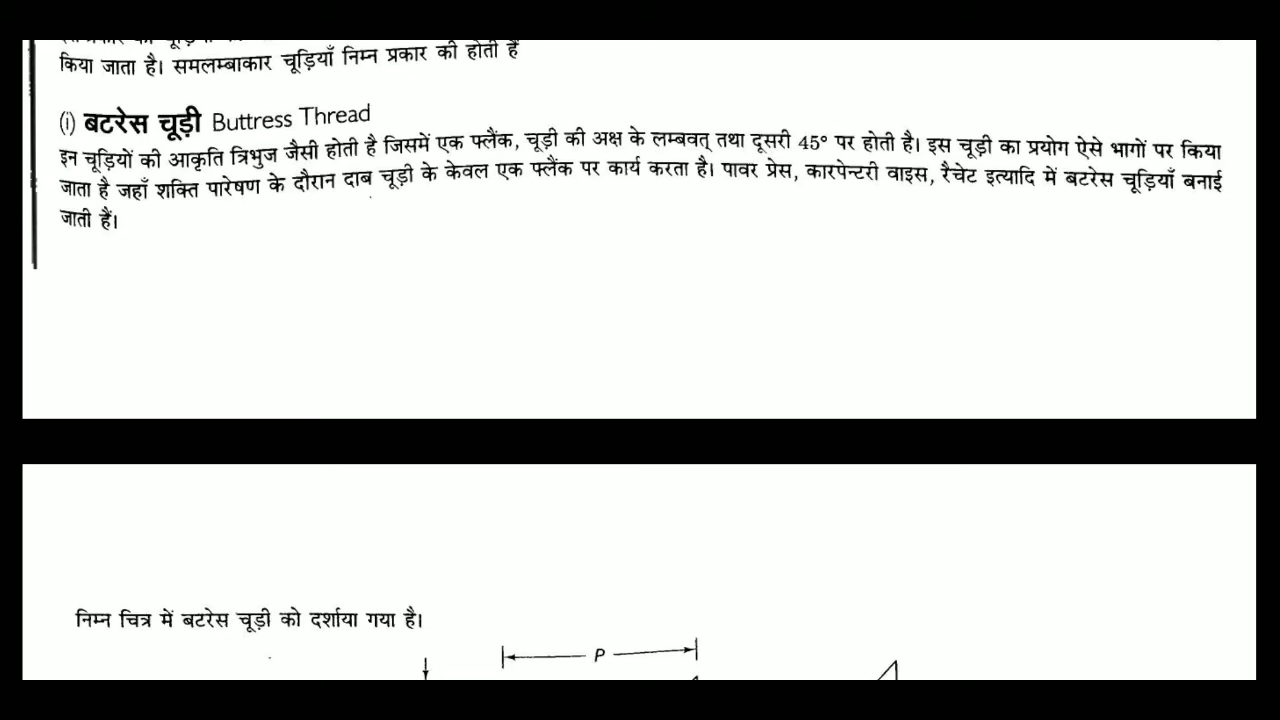 किया जाता है। समलम्बाकार चूड़ियाँ निम्न प्रकार की होती हैं
(i) बटरेस चूड़ी Buttress Thread
इन चूड़ियों की आकृति त्रिभुज जैसी होती है जिसमें एक फ्लैंक, चूड़ी की अक्ष के लम्बवत् तथा दूसरी 45° पर होती है। इस चूड़ी का प्रयोग ऐसे भागों पर किया
जाता है जहाँ शक्ति पारेषण के दौरान दाब चूड़ी के केवल एक फ्लैंक पर कार्य करता है। पावर प्रेस, कारपेन्टरी वाइस, रैचेट इत्यादि में बटरेस चूड़ियाँ बनाई
जाती हैं।
निम्न चित्र में बटरेस चूड़ी को दर्शाया गया है।
P